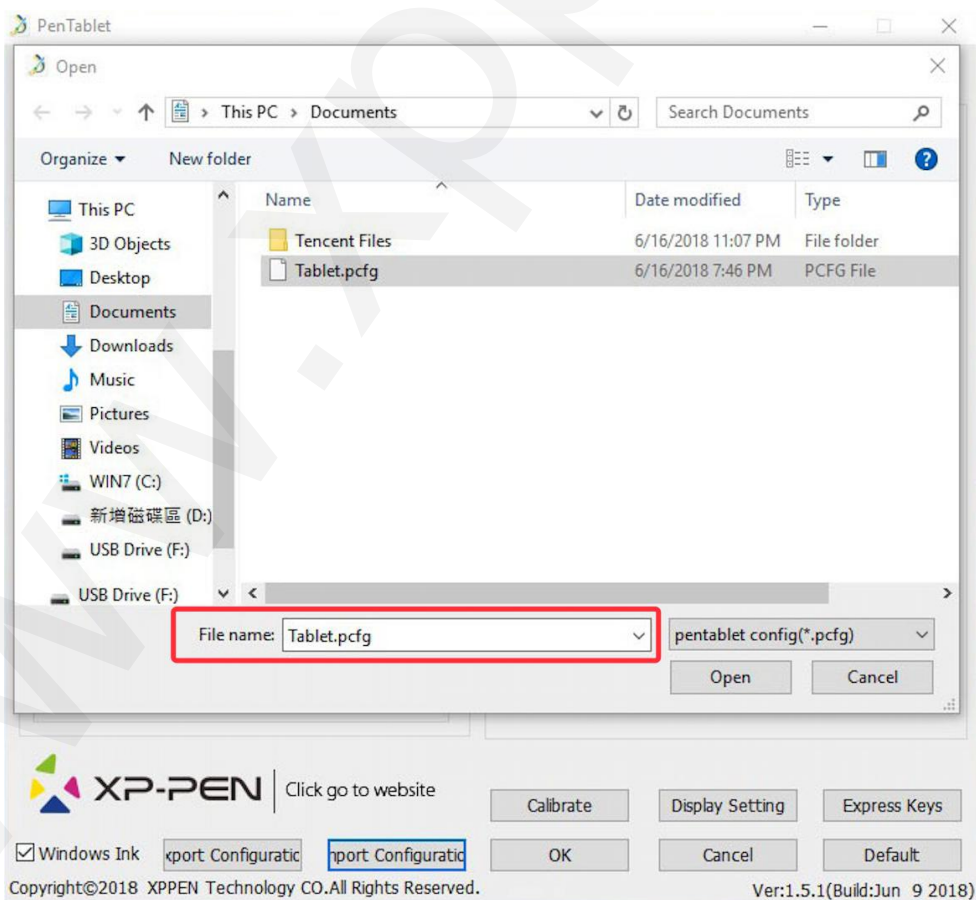 PenTablet
Open
This PC > Documents
Search Documents
Organize
New folder
Name
Date modified
Type
This PC
3D Objects
Desktop
Documents
Downloads
Music
Pictures
Videos
WIN7 (C:)
新增磁碟區 (D:)
USB Drive (F:)
USB Drive (F:)
Tencent Files 6/16/2018 11:07 PM File folder
Tablet.pcfg 6/16/2018 7:46 PM PCFG File
File name: Tablet.pcfg
pentablet config(*.pcfg)
Open
Cancel
XP-PEN
Click go to website
Calibrate
Display Setting
Express Keys
Windows Ink
xport Configuratic
nport Configuratic
OK
Cancel
Default
Copyright©2018 XPPEN Technology CO.All Rights Reserved.
Ver:1.5.1(Build:Jun 9 2018)